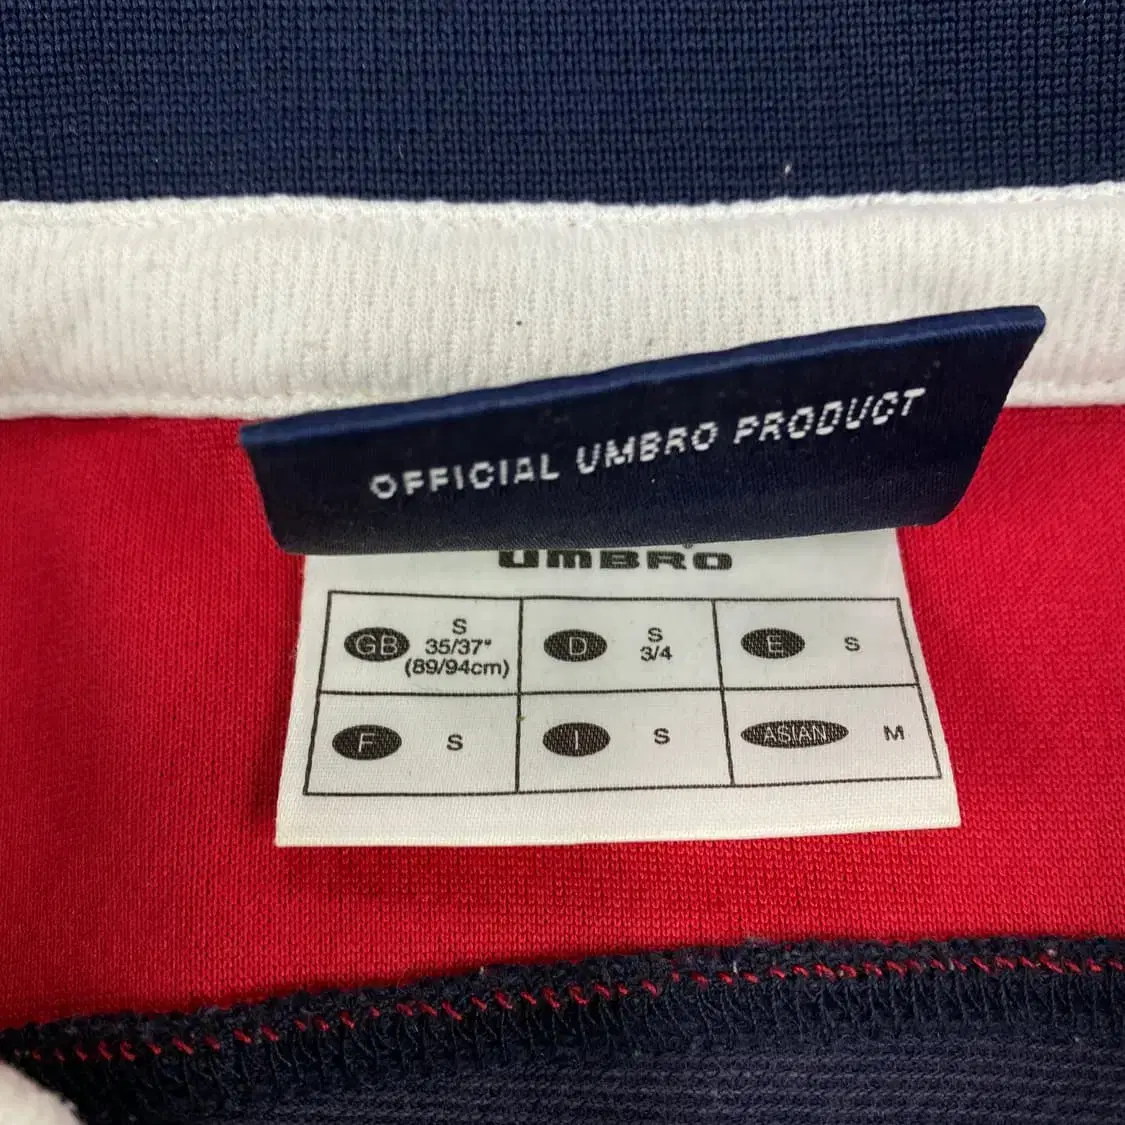 OFFICIAL UMBRO PRODUCT
UMBRO
GB S 35/37" (89/94cm)
D S 3/4
E S
F S
I S
ASIAN M